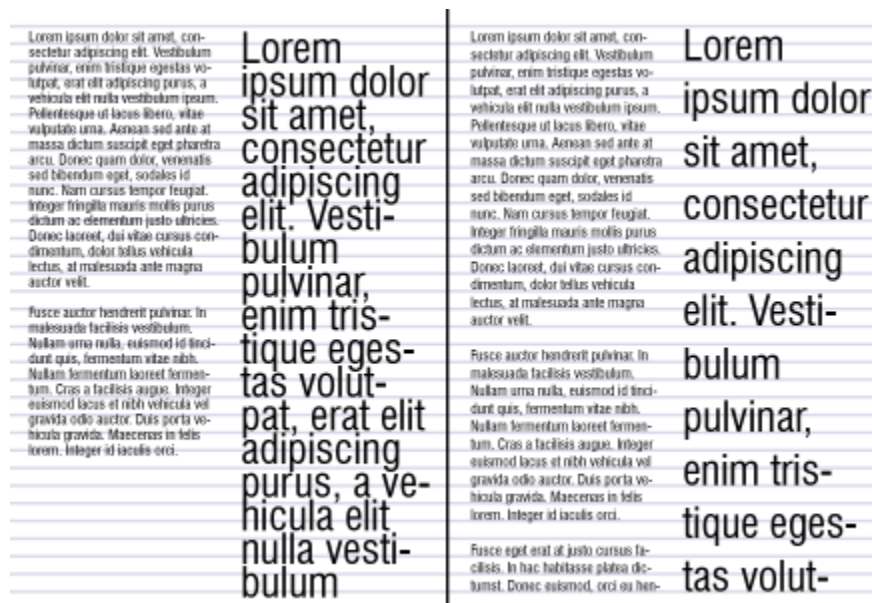 Lorem ipsum dolor sit amet, con-
sectetur adipiscing elit. Vestibulum
pulvinar, enim tristique egestas vo-
lutpat, erat elit adipiscing purus, a
vehicula elit nulla vestibulum ipsum.
Pellentesque ut lacus libero, vitae
vulputate urna. Aenean sed ante at
massa dictum suscipit eget pharetra
arcu. Donec quam dolor, venenatis
sed bibendum eget, sodales id
nunc. Nam cursus tempor feugiat.
Integer fringilla mauris mollis purus
dictum ac elementum justo ultricies.
Donec laoreet, dui vitae cursus con-
dimentum, dolor tellus vehicula
lectus, at malesuada ante magna
auctor velit.
Fusce auctor hendrerit pulvinar. In
malesuada facilisis vestibulum.
Nullam urna nulla, euismod id tinci-
dunt quis, fermentum vitae nibh.
Nullam fermentum laoreet fermen-
tum. Cras a facilisis augue. Integer
euismod lacus et nibh vehicula vel
gravida odio auctor. Duis porta ve-
hicula gravida. Maecenas in felis
lorem. Integer id iaculis orci.
Lorem
ipsum dolor
sit amet,
consectetur
adipiscing
elit. Vesti-
bulum
pulvinar,
enim tris-
tique eges-
tas volut-
pat, erat elit
adipiscing
purus, a ve-
hicula elit
nulla vesti-
bulum
Lorem ipsum dolor sit amet, con-
sectetur adipiscing elit. Vestibulum
pulvinar, enim tristique egestas vo-
lutpat, erat elit adipiscing purus, a
vehicula elit nulla vestibulum ipsum.
Pellentesque ut lacus libero, vitae
vulputate urna. Aenean sed ante at
massa dictum suscipit eget pharetra
arcu. Donec quam dolor, venenatis
sed bibendum eget, sodales id
nunc. Nam cursus tempor feugiat.
Integer fringilla mauris mollis purus
dictum ac elementum justo ultricies.
Donec laoreet, dui vitae cursus con-
dimentum, dolor tellus vehicula
lectus, at malesuada ante magna
auctor velit.
Fusce auctor hendrerit pulvinar. In
malesuada facilisis vestibulum.
Nullam urna nulla, euismod id tinci-
dunt quis, fermentum vitae nibh.
Nullam fermentum laoreet fermen-
tum. Cras a facilisis augue. Integer
euismod lacus et nibh vehicula vel
gravida odio auctor. Duis porta ve-
hicula gravida. Maecenas in felis
lorem. Integer id iaculis orci.
Fusce eget erat at justo cursus fa-
cilisis. In hac habitasse platea dic-
tumst. Donec euismod, orci eu hen-
Lorem
ipsum dolor
sit amet,
consectetur
adipiscing
elit. Vesti-
bulum
pulvinar,
enim tris-
tique eges-
tas volut-